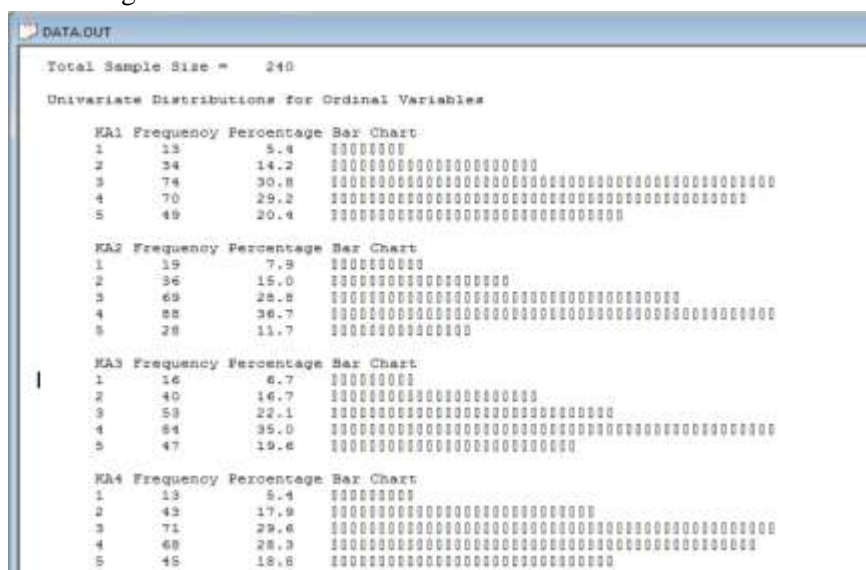 DATA.OUT
Total Sample Size = 240
Univariate Distributions for Ordinal Variables
KA1 Frequency Percentage Bar Chart
1 13 5.4
2 34 14.2
3 74 30.8
4 70 29.2
5 49 20.4
KA2 Frequency Percentage Bar Chart
1 19 7.9
2 36 15.0
3 69 28.8
4 88 36.7
5 28 11.7
KA3 Frequency Percentage Bar Chart
1 16 6.7
2 40 16.7
3 53 22.1
4 84 35.0
5 47 19.6
KA4 Frequency Percentage Bar Chart
1 13 5.4
2 43 17.9
3 71 29.6
4 68 28.3
5 45 18.8